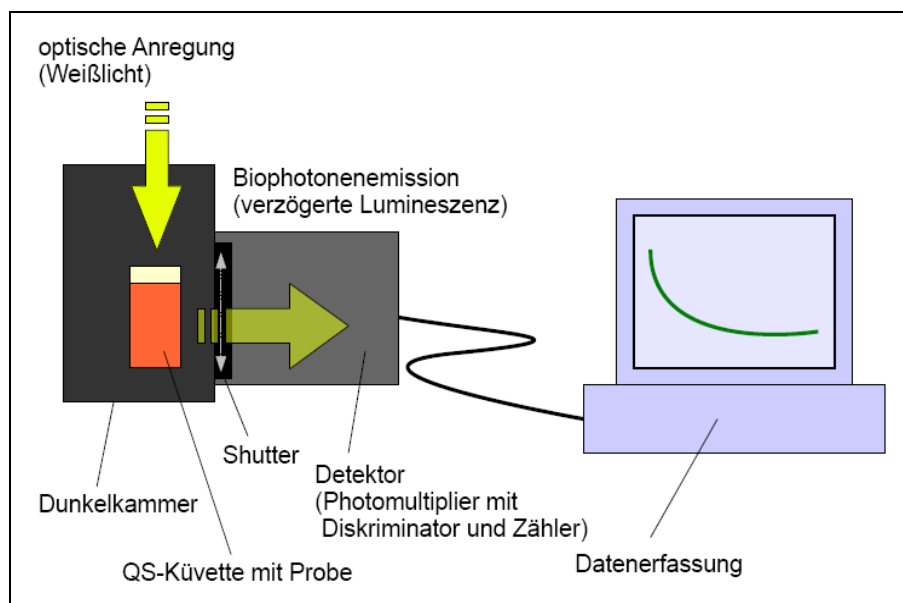 optische Anregung
(Weißlicht)
Biophotonenemission
(verzögerte Lumineszenz)
Shutter
Detektor
(Photomultiplier mit
Diskriminator und Zähler)
Dunkelkammer
QS-Küvette mit Probe
Datenerfassung